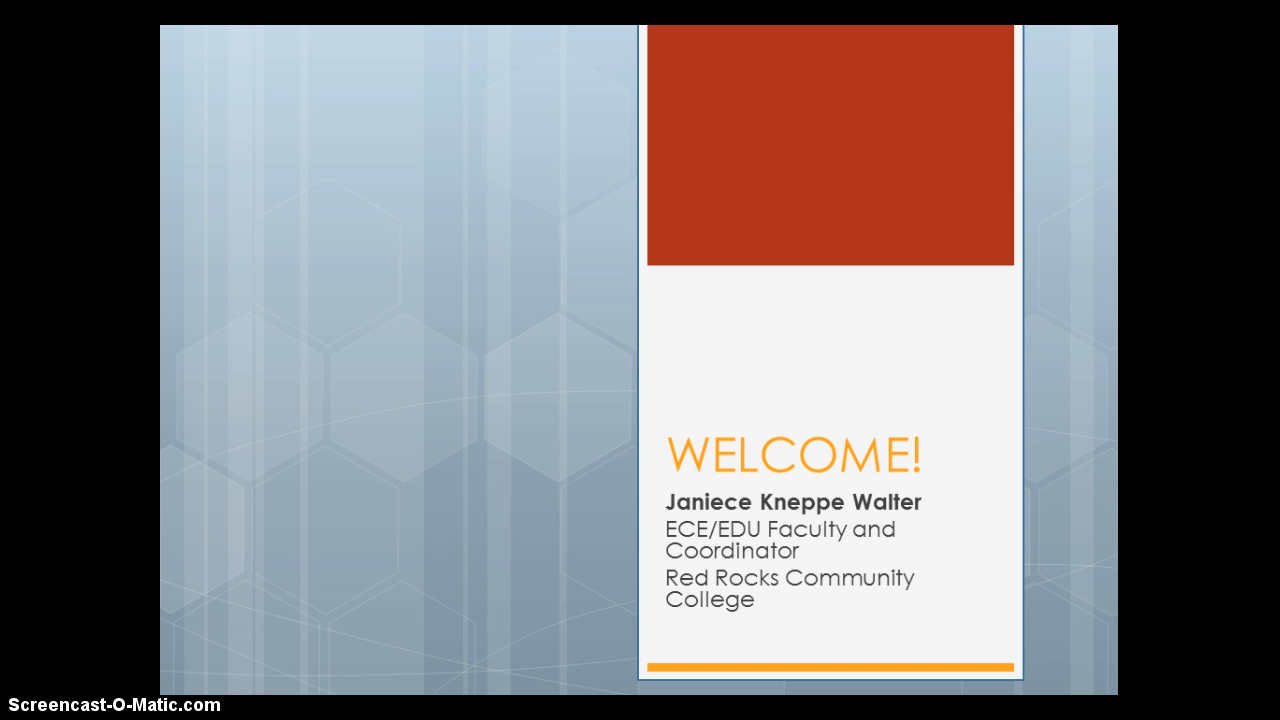 WELCOME!
Janiece Kneppe Walter
ECE/EDU Faculty and
Coordinator
Red Rocks Community
College
Screencast-O-Matic.com